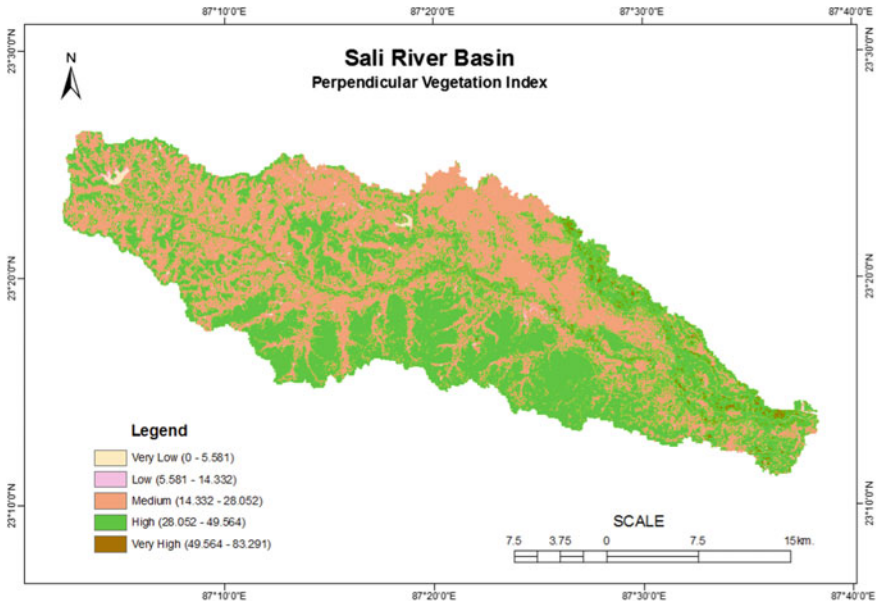 87°10'0"E 87°20'0"E 87°30'0"E 87°40'0"E
23°30'0"N 23°30'0"N
Sali River Basin
Perpendicular Vegetation Index
N
23°20'0"N 23°20'0"N
Legend
Very Low (0 - 5.581)
Low (5.581 - 14.332)
Medium (14.332 - 28.052)
High (28.052 - 49.564)
Very High (49.564 - 83.291)
23°10'0"N 23°10'0"N
SCALE
7.5 3.75 0 7.5 15km.
87°10'0"E 87°20'0"E 87°30'0"E 87°40'0"E